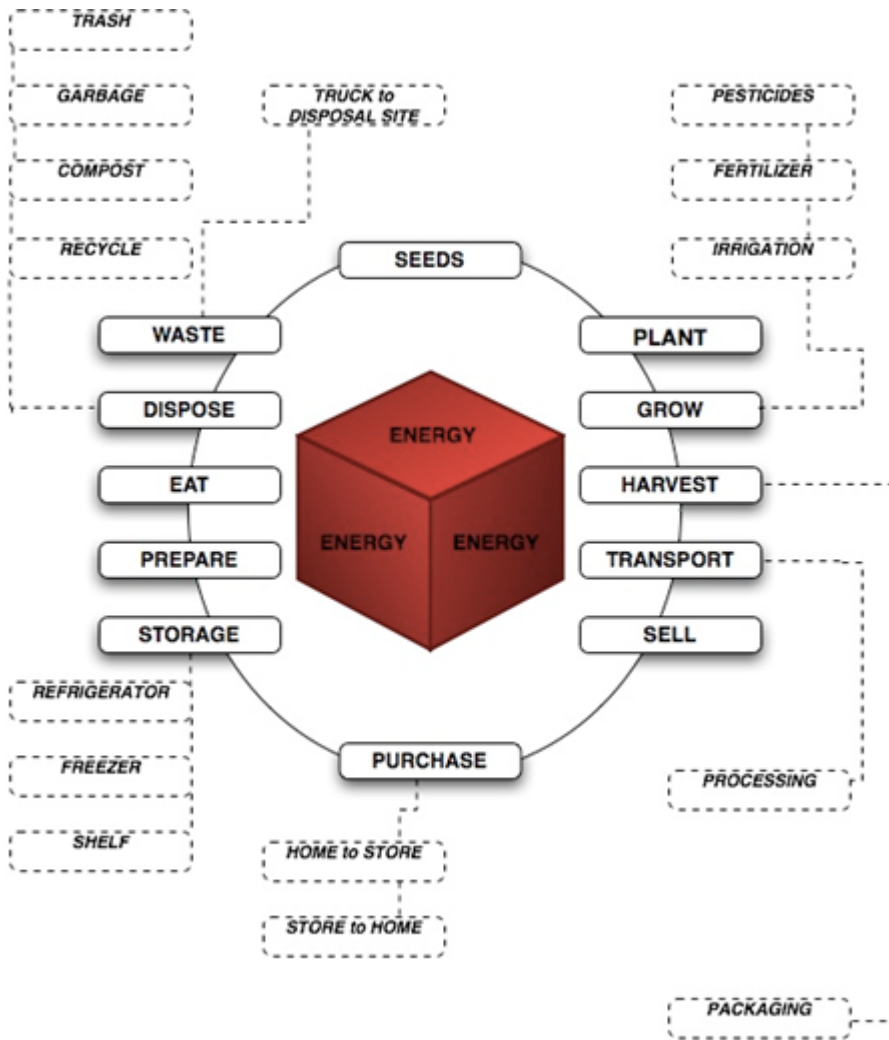 TRASH
GARBAGE
TRUCK to
DISPOSAL SITE
PESTICIDES
COMPOST
FERTILIZER
RECYCLE
SEEDS
IRRIGATION
WASTE
PLANT
DISPOSE
ENERGY
GROW
EAT
HARVEST
ENERGY
ENERGY
PREPARE
TRANSPORT
STORAGE
SELL
REFRIGERATOR
FREEZER
PURCHASE
PROCESSING
SHELF
HOME to STORE
STORE to HOME
PACKAGING